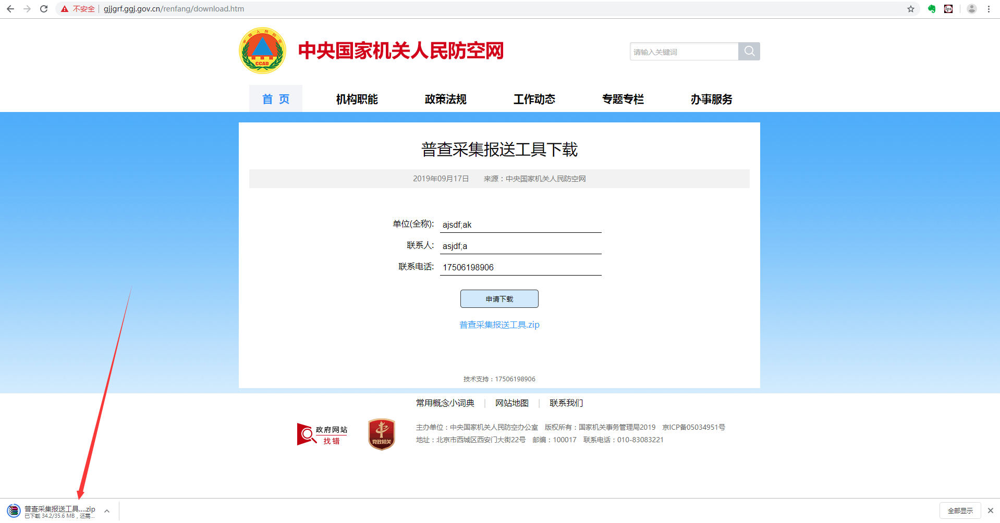 不安全 gjjgrf.ggj.gov.cn/renfang/download.htm
中国人民防空
CCAD
中央国家机关人民防空网
请输入关键词
首 页 机构职能 政策法规 工作动态 专题专栏 办事服务
普查采集报送工具下载
2019年09月17日 来源：中央国家机关人民防空网
单位(全称): ajsdf;ak
联系人: asjdf;a
联系电话: 17506198906
申请下载
普查采集报送工具.zip
技术支持：17506198906
常用概念小词典 | 网站地图 | 联系我们
政府网站
找错
党政机关
主办单位：中央国家机关人民防空办公室 版权所有：国家机关事务管理局2019 京ICP备05034951号
地址：北京市西城区西安门大街22号 邮编：100017 联系电话：010-83083221
普查采集报送工具....zip
已下载 34.2/35.6 MB，还需...
全部显示